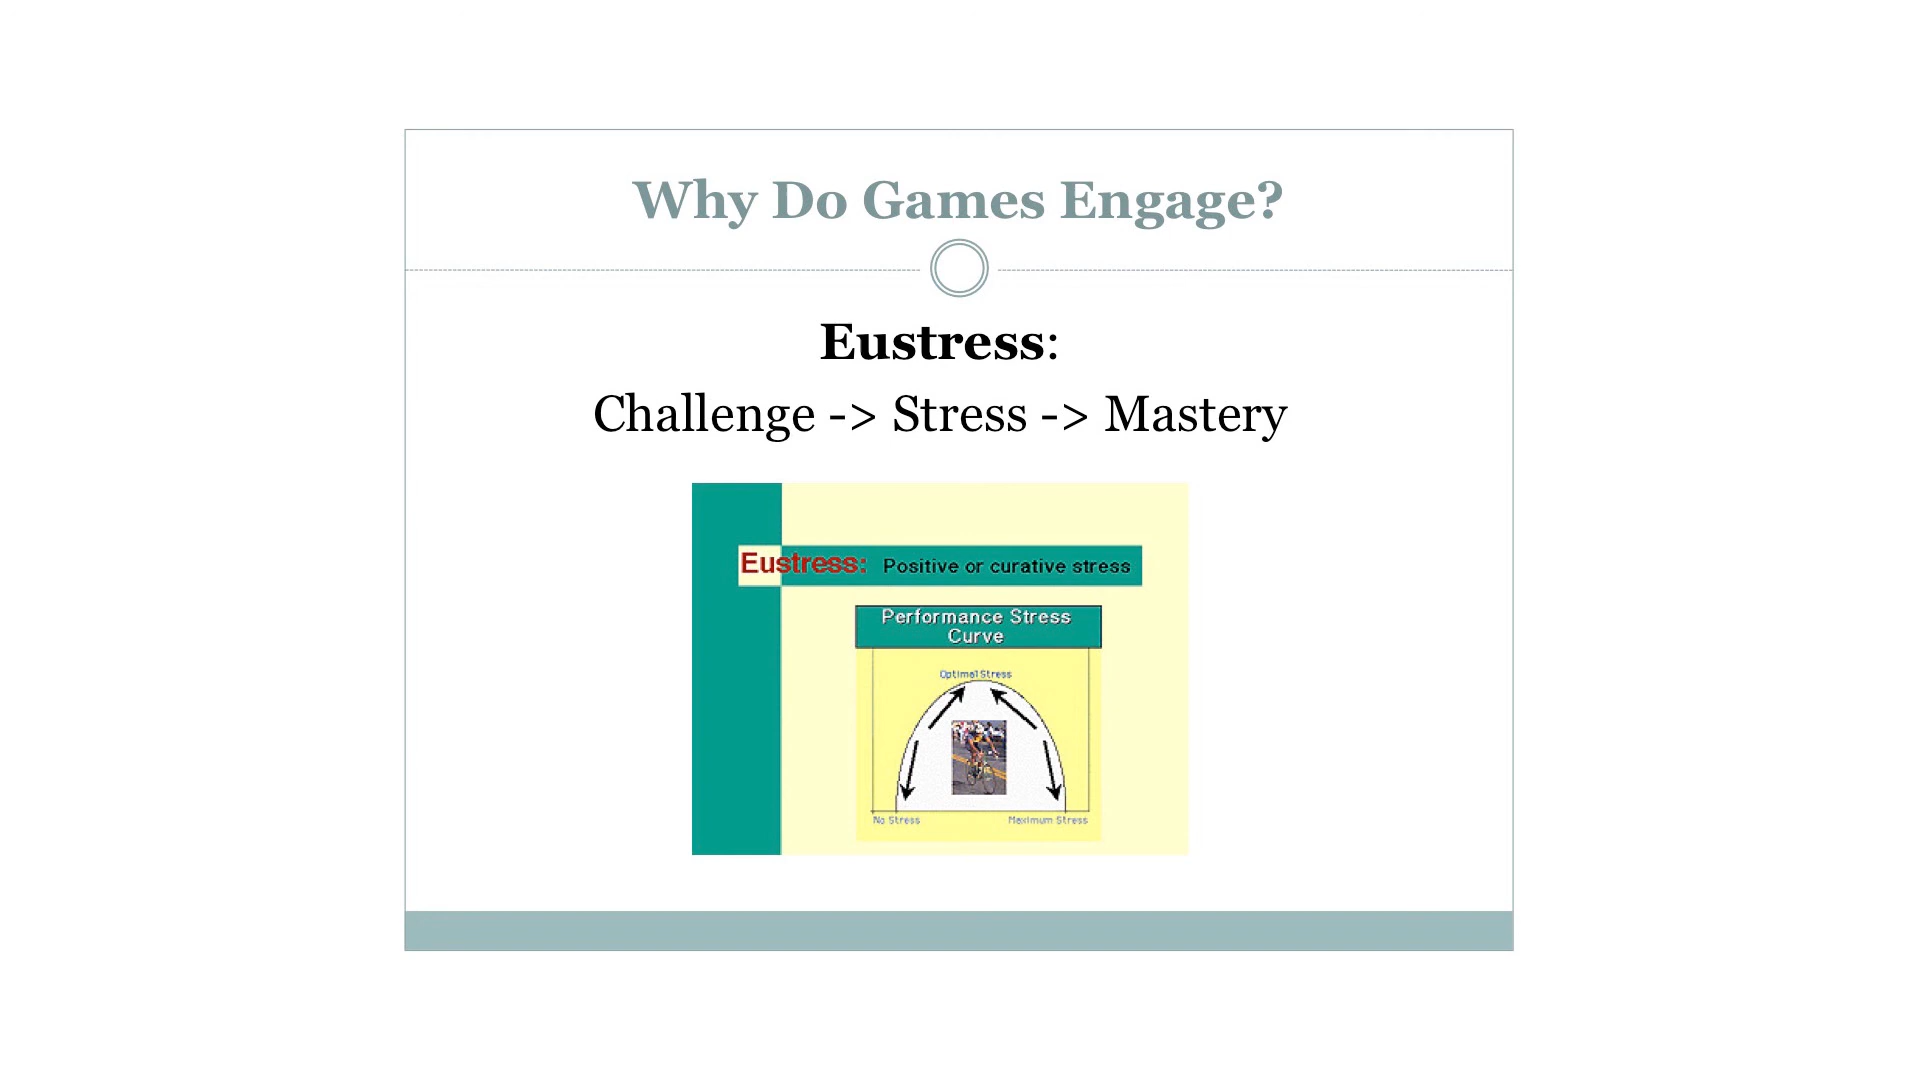 Why Do Games Engage?
Eustress:
Challenge -> Stress -> Mastery
Eustress: Positive or curative stress
Performance Stress
Curve
Optimal Stress
No Stress Maximum Stress